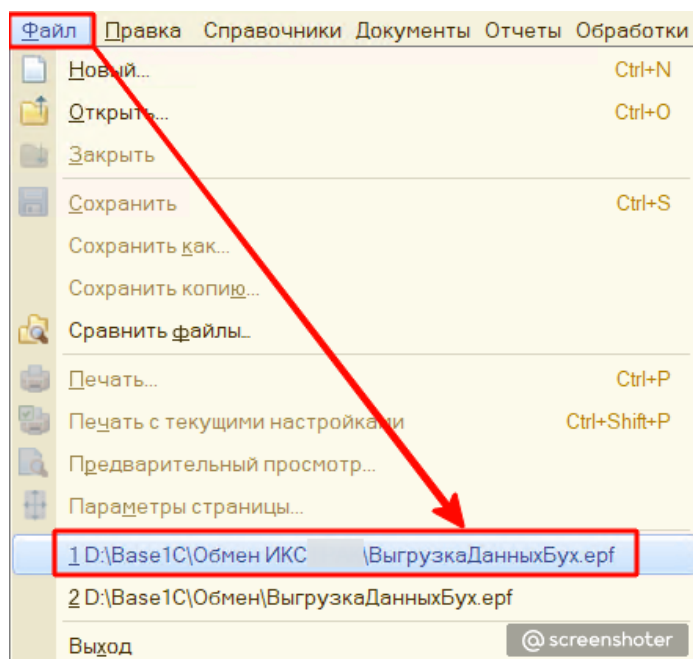 Файл Правка Справочники Документы Отчеты Обработки
Новый... Ctrl+N
Открыть... Ctrl+O
Закрыть
Сохранить Ctrl+S
Сохранить как...
Сохранить копию...
Сравнить файлы...
Печать... Ctrl+P
Печать с текущими настройками Ctrl+Shift+P
Предварительный просмотр...
Параметры страницы...
1 D:\Base1C\Обмен ИКС \ВыгрузкаДанныхБух.epf
2 D:\Base1C\Обмен\ВыгрузкаДанныхБух.epf
Выход
@screenshoter